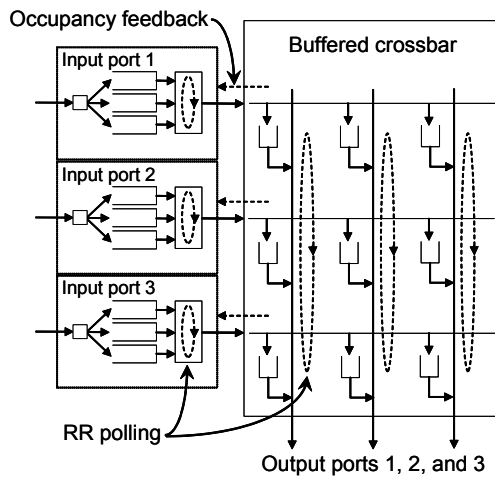 Occupancy feedback
Buffered crossbar
Input port 1
Input port 2
Input port 3
RR polling
Output ports 1, 2, and 3